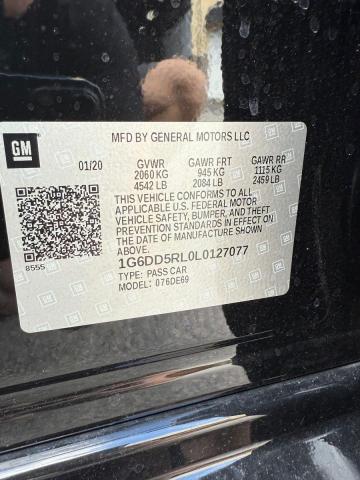 MFD BY GENERAL MOTORS LLC
GM
01/20 GVWR GAWR FRT GAWR RR
2060 KG 945 KG 1115 KG
4542 LB 2084 LB 2459 LB
THIS VEHICLE CONFORMS TO ALL
APPLICABLE U.S. FEDERAL MOTOR
VEHICLE SAFETY, BUMPER, AND THEFT
PREVENTION STANDARDS IN EFFECT ON
THE DATE OF MANUFACTURE SHOWN
ABOVE.
8555
1G6DD5RL0L0127077
TYPE: PASS CAR
MODEL: 076DE69